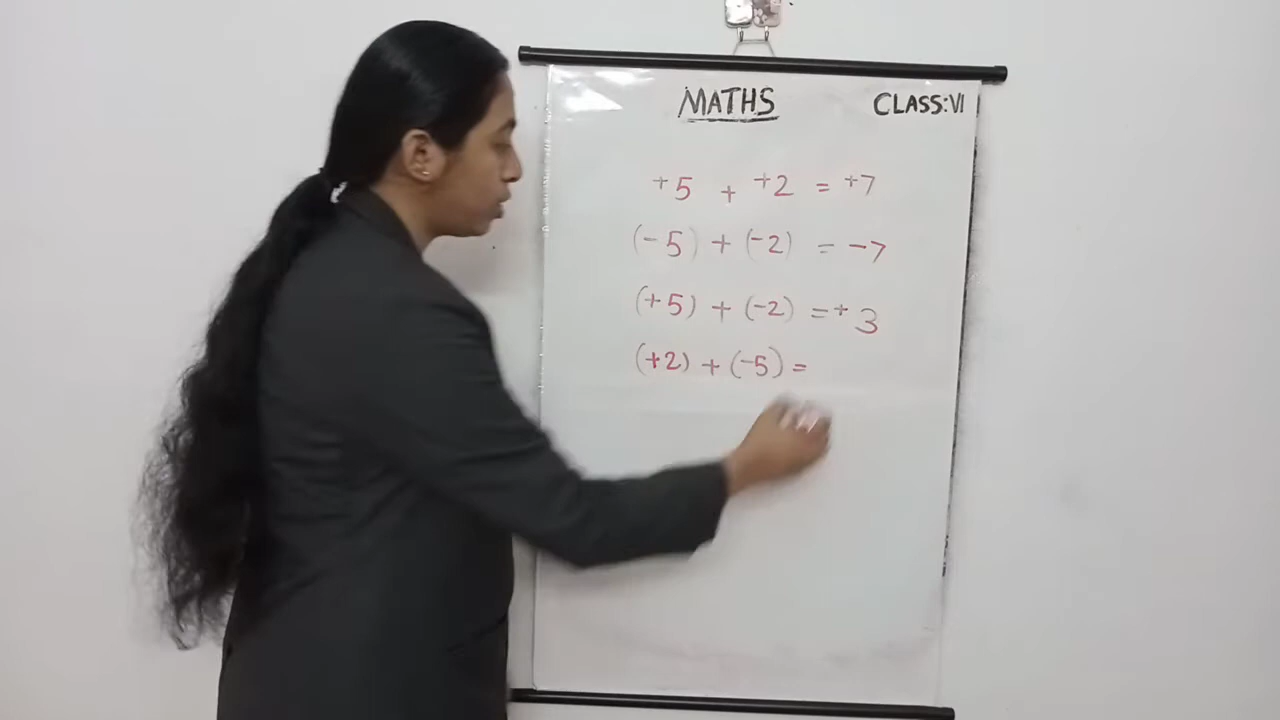 MATHS CLASS:VI
+5 + +2 = +7
(-5) + (-2) = -7
(+5) + (-2) = + 3
(+2) + (-5) =